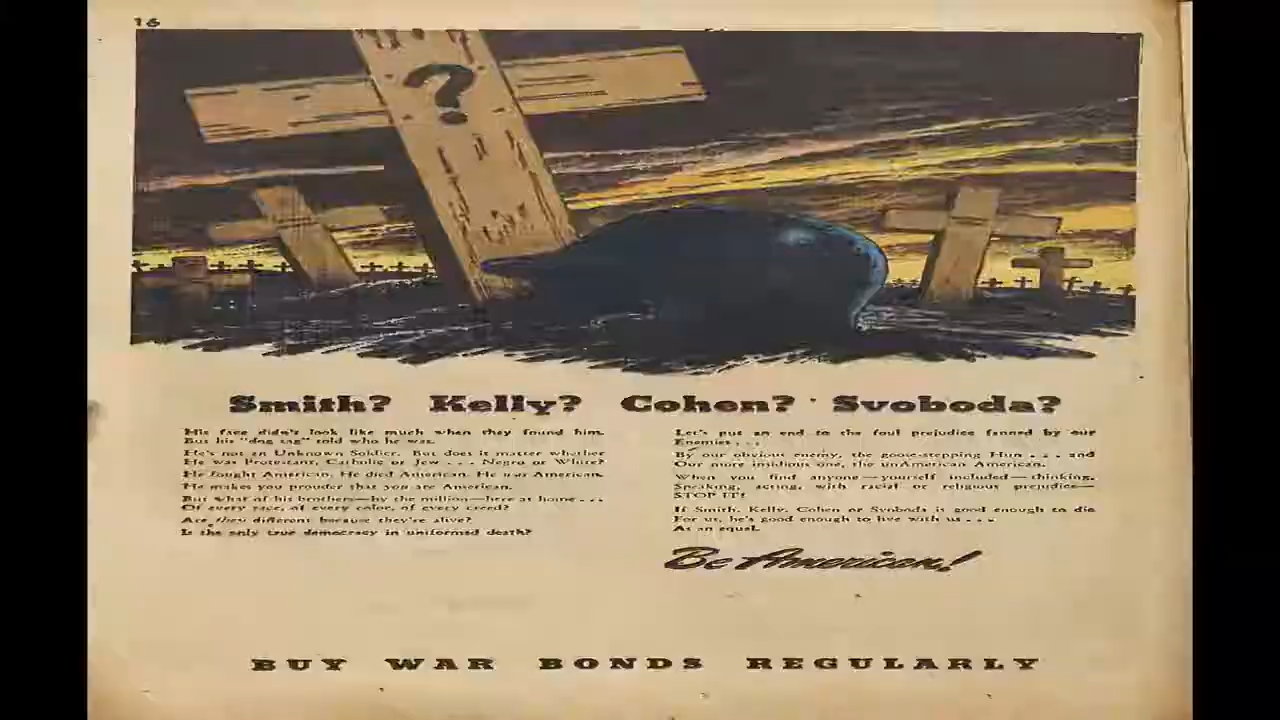 16
?
Smith? Kelly? Cohen? Svoboda?
His face didn't look like much when they found him.
But his "dog tag" told who he was.
He's not an Unknown Soldier. But does it matter whether
He was Protestant, Catholic or Jew . . . Negro or White?
He fought American. He died American. He was American.
He makes you prouder that you are American.
But what of his brothers—by the million—here at home . . .
Of every race, of every color, of every creed?
Are they different because they're alive?
Is the only true democracy in uniformed death?
Let's put an end to the foul prejudice fanned by our
Enemies . . .
By our obvious enemy, the goose-stepping Hun . . . and
Our more insidious one, the unAmerican American.
When you find anyone—yourself included—thinking,
Speaking, acting, with racial or religious prejudice—
STOP IT!
If Smith, Kelly, Cohen or Svoboda is good enough to die
For us, he's good enough to live with us . . .
As an equal.
Be American!
BUY WAR BONDS REGULARLY